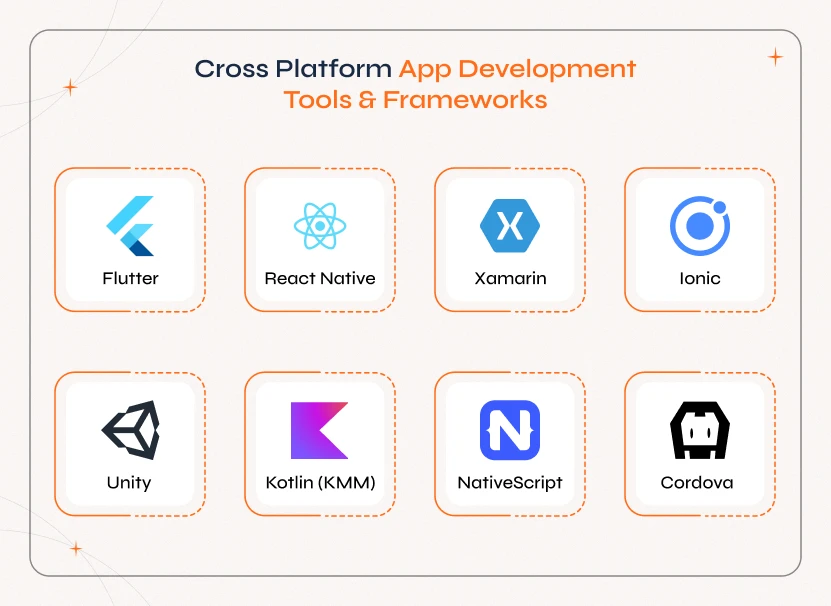 Cross Platform App Development
Tools & Frameworks
Flutter
React Native
Xamarin
Ionic
Unity
Kotlin (KMM)
NativeScript
Cordova